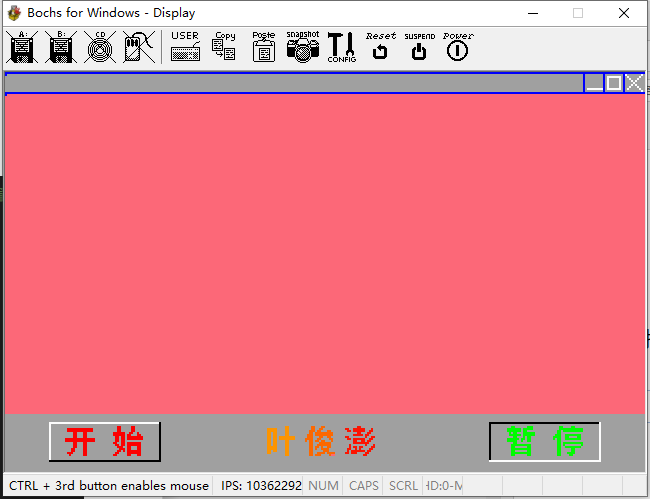 Bochs for Windows - Display
A: B: CD USER Copy Paste snapshot CONFIG Reset SUSPEND Power
开 始 叶 俊 澎 暂 停
CTRL + 3rd button enables mouse IPS: 10362292 NUM CAPS SCRL HD:0-M